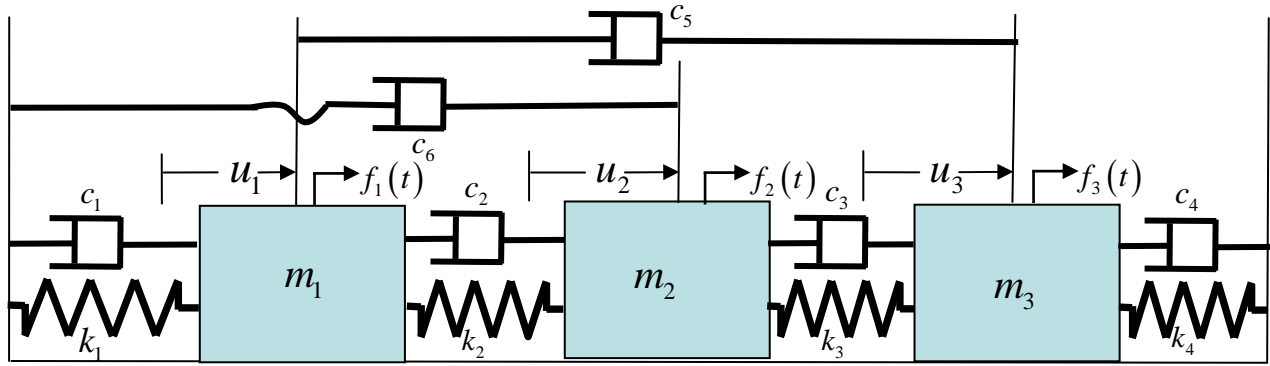 c₅
c₆
u₁ f₁(t) u₂ f₂(t) u₃ f₃(t)
c₁ c₂ c₃ c₄
m₁ m₂ m₃
k₁ k₂ k₃ k₄